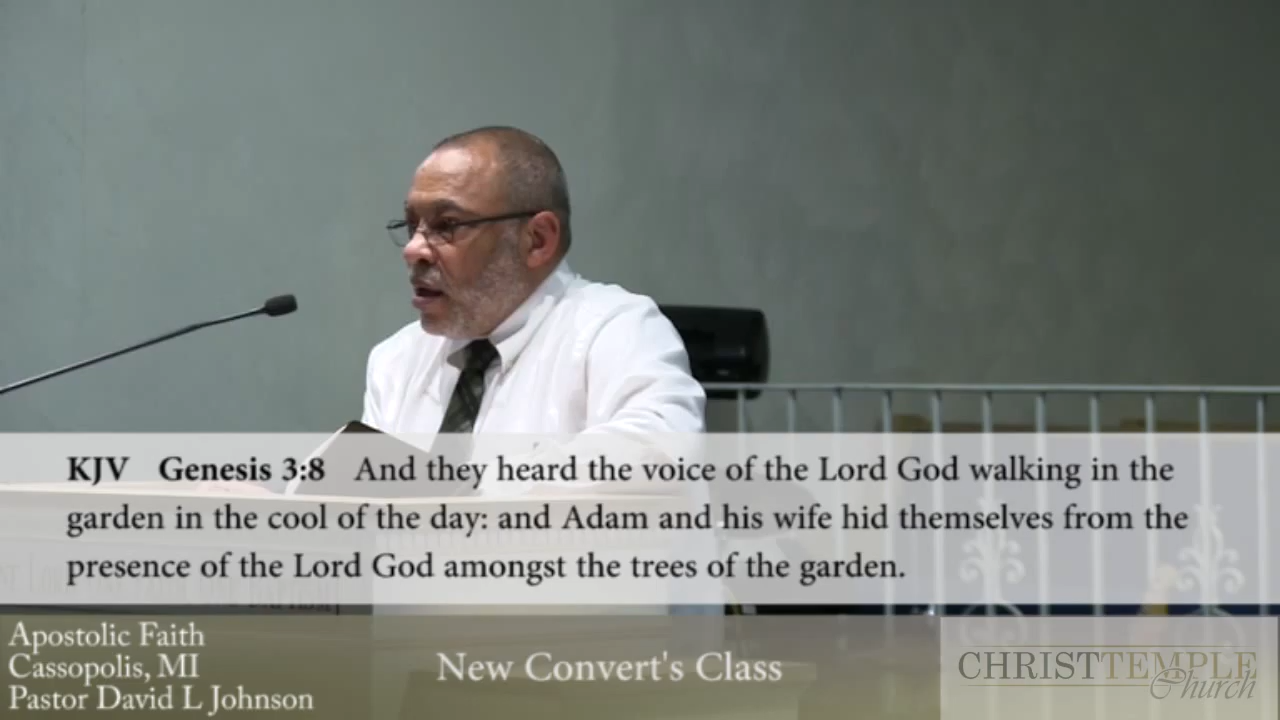 KJV Genesis 3:8 And they heard the voice of the Lord God walking in the
garden in the cool of the day: and Adam and his wife hid themselves from the
presence of the Lord God amongst the trees of the garden.
Apostolic Faith
Cassopolis, MI
Pastor David L Johnson
New Convert's Class
CHRISTTEMPLE
Church